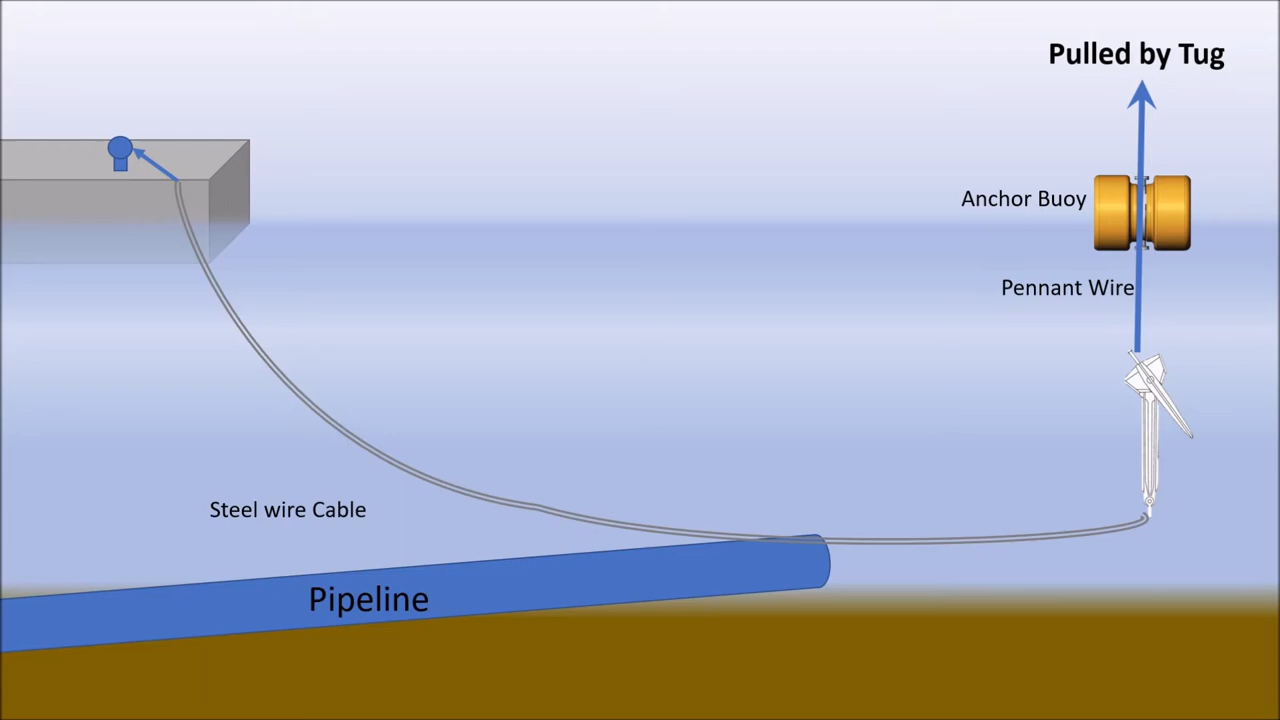 Pulled by Tug
Anchor Buoy
Pennant Wire
Steel wire Cable
Pipeline